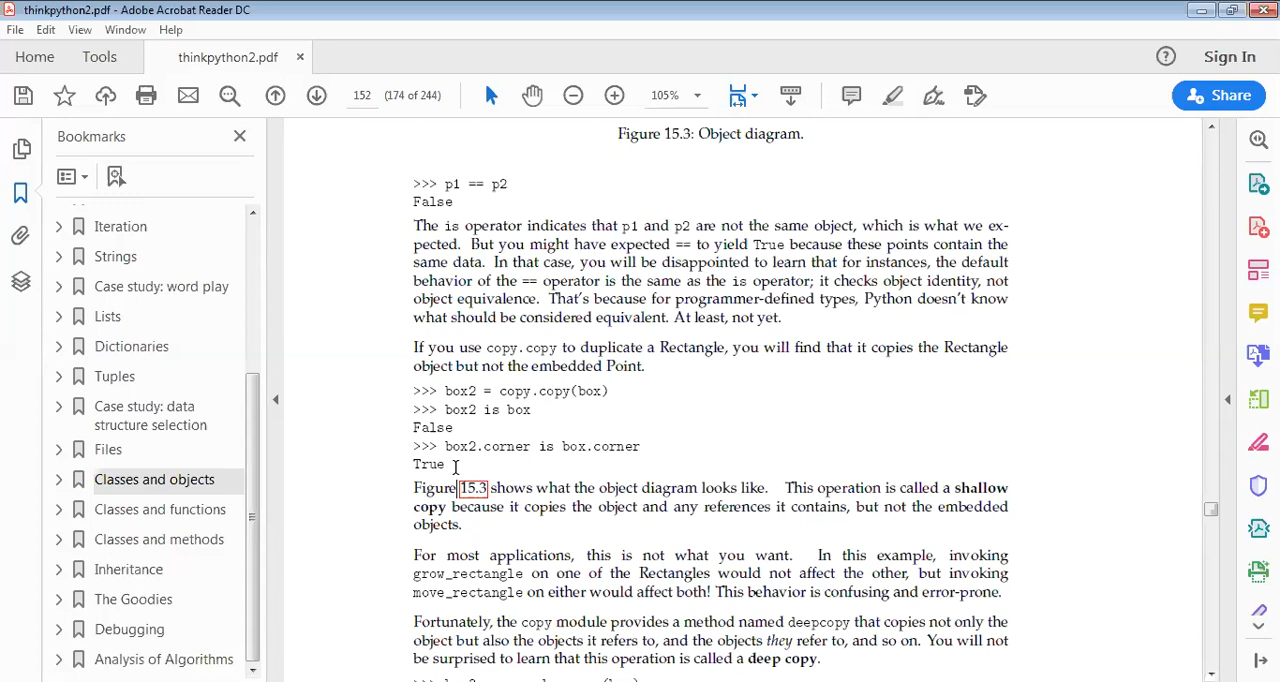 thinkpython2.pdf - Adobe Acrobat Reader DC
File Edit View Window Help
Home Tools thinkpython2.pdf × Sign In
152 (174 of 244) 105% Share
Bookmarks
Iteration
Strings
Case study: word play
Lists
Dictionaries
Tuples
Case study: data
structure selection
Files
Classes and objects
Classes and functions
Classes and methods
Inheritance
The Goodies
Debugging
Analysis of Algorithms
Figure 15.3: Object diagram.
>>> p1 == p2
False
The is operator indicates that p1 and p2 are not the same object, which is what we ex-
pected. But you might have expected == to yield True because these points contain the
same data. In that case, you will be disappointed to learn that for instances, the default
behavior of the == operator is the same as the is operator; it checks object identity, not
object equivalence. That's because for programmer-defined types, Python doesn't know
what should be considered equivalent. At least, not yet.
If you use copy.copy to duplicate a Rectangle, you will find that it copies the Rectangle
object but not the embedded Point.
>>> box2 = copy.copy(box)
>>> box2 is box
False
>>> box2.corner is box.corner
True
Figure 15.3 shows what the object diagram looks like. This operation is called a shallow
copy because it copies the object and any references it contains, but not the embedded
objects.
For most applications, this is not what you want. In this example, invoking
grow_rectangle on one of the Rectangles would not affect the other, but invoking
move_rectangle on either would affect both! This behavior is confusing and error-prone.
Fortunately, the copy module provides a method named deepcopy that copies not only the
object but also the objects it refers to, and the objects they refer to, and so on. You will not
be surprised to learn that this operation is called a deep copy.